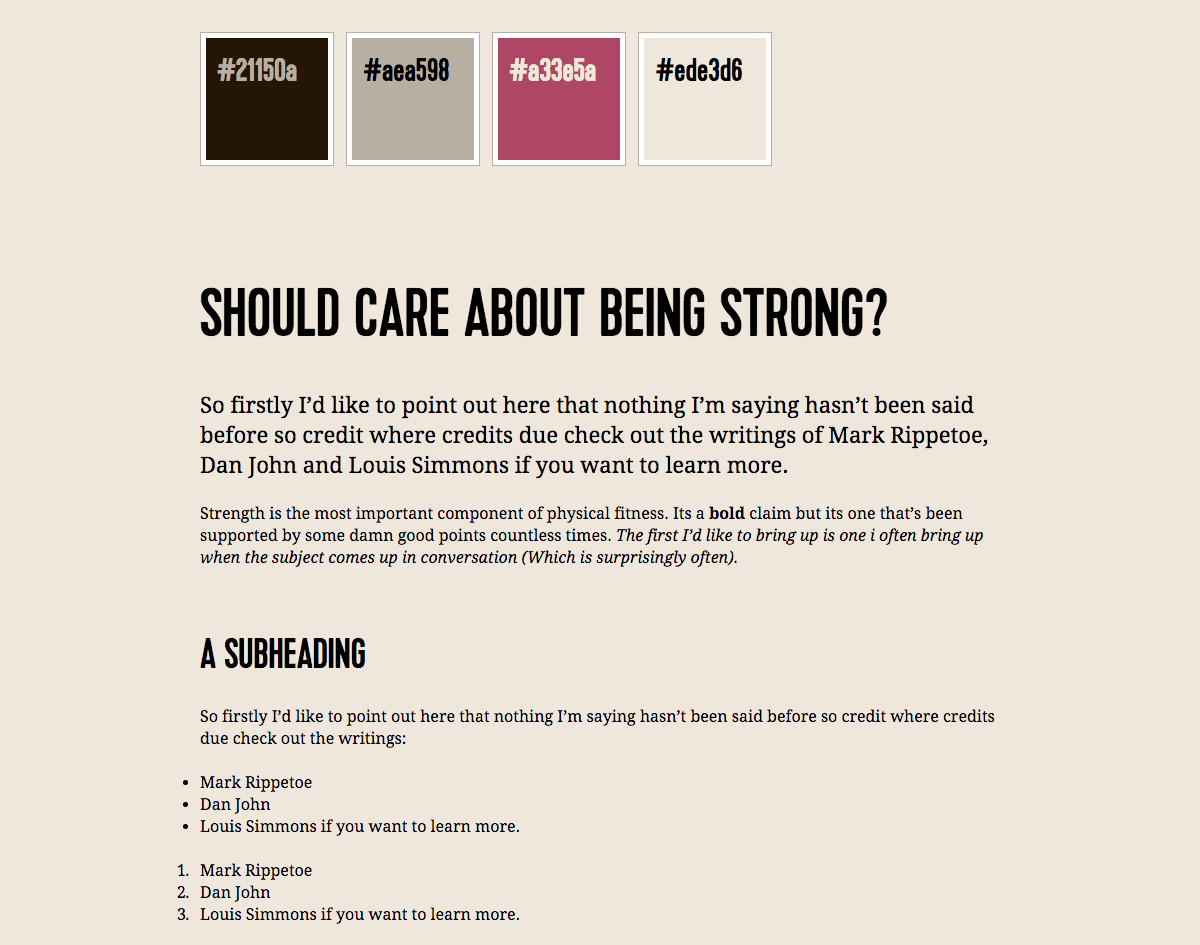 #21150a #aea598 #a33e5a #ede3d6
SHOULD CARE ABOUT BEING STRONG?
So firstly I’d like to point out here that nothing I’m saying hasn’t been said
before so credit where credits due check out the writings of Mark Rippetoe,
Dan John and Louis Simmons if you want to learn more.
Strength is the most important component of physical fitness. Its a bold claim but its one that’s been
supported by some damn good points countless times. The first I’d like to bring up is one i often bring up
when the subject comes up in conversation (Which is surprisingly often).
A SUBHEADING
So firstly I’d like to point out here that nothing I’m saying hasn’t been said before so credit where credits
due check out the writings:
• Mark Rippetoe
• Dan John
• Louis Simmons if you want to learn more.
1. Mark Rippetoe
2. Dan John
3. Louis Simmons if you want to learn more.